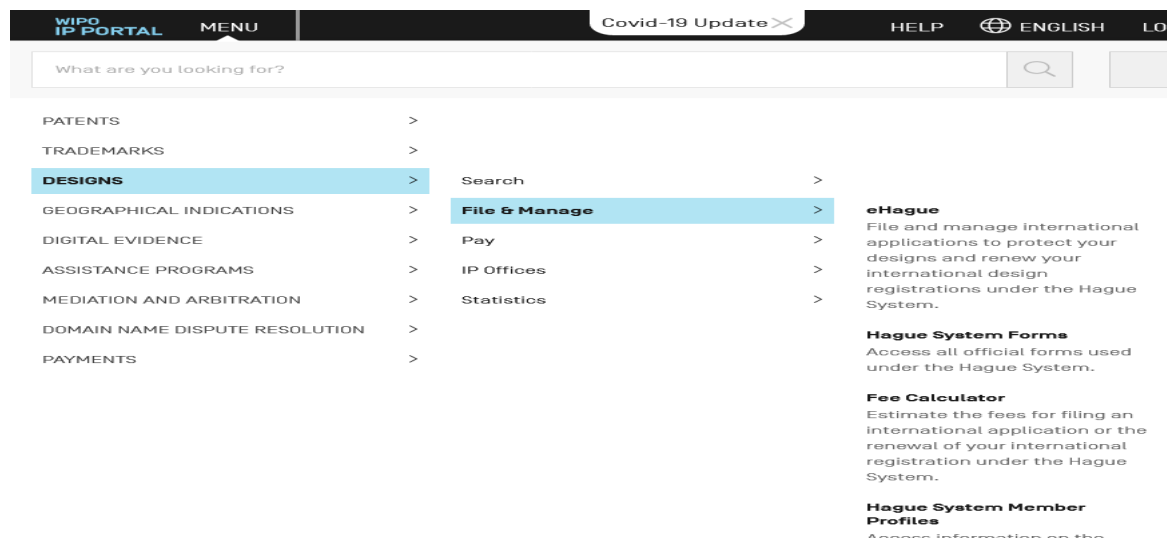 WIPO
IP PORTAL
MENU
Covid-19 Update
HELP
ENGLISH
LO
What are you looking for?
PATENTS >
TRADEMARKS >
DESIGNS >
GEOGRAPHICAL INDICATIONS >
DIGITAL EVIDENCE >
ASSISTANCE PROGRAMS >
MEDIATION AND ARBITRATION >
DOMAIN NAME DISPUTE RESOLUTION >
PAYMENTS >
Search >
File & Manage >
Pay >
IP Offices >
Statistics >
eHague
File and manage international
applications to protect your
designs and renew your
international design
registrations under the Hague
System.
Hague System Forms
Access all official forms used
under the Hague System.
Fee Calculator
Estimate the fees for filing an
international application or the
renewal of your international
registration under the Hague
System.
Hague System Member
Profiles
Access information on the